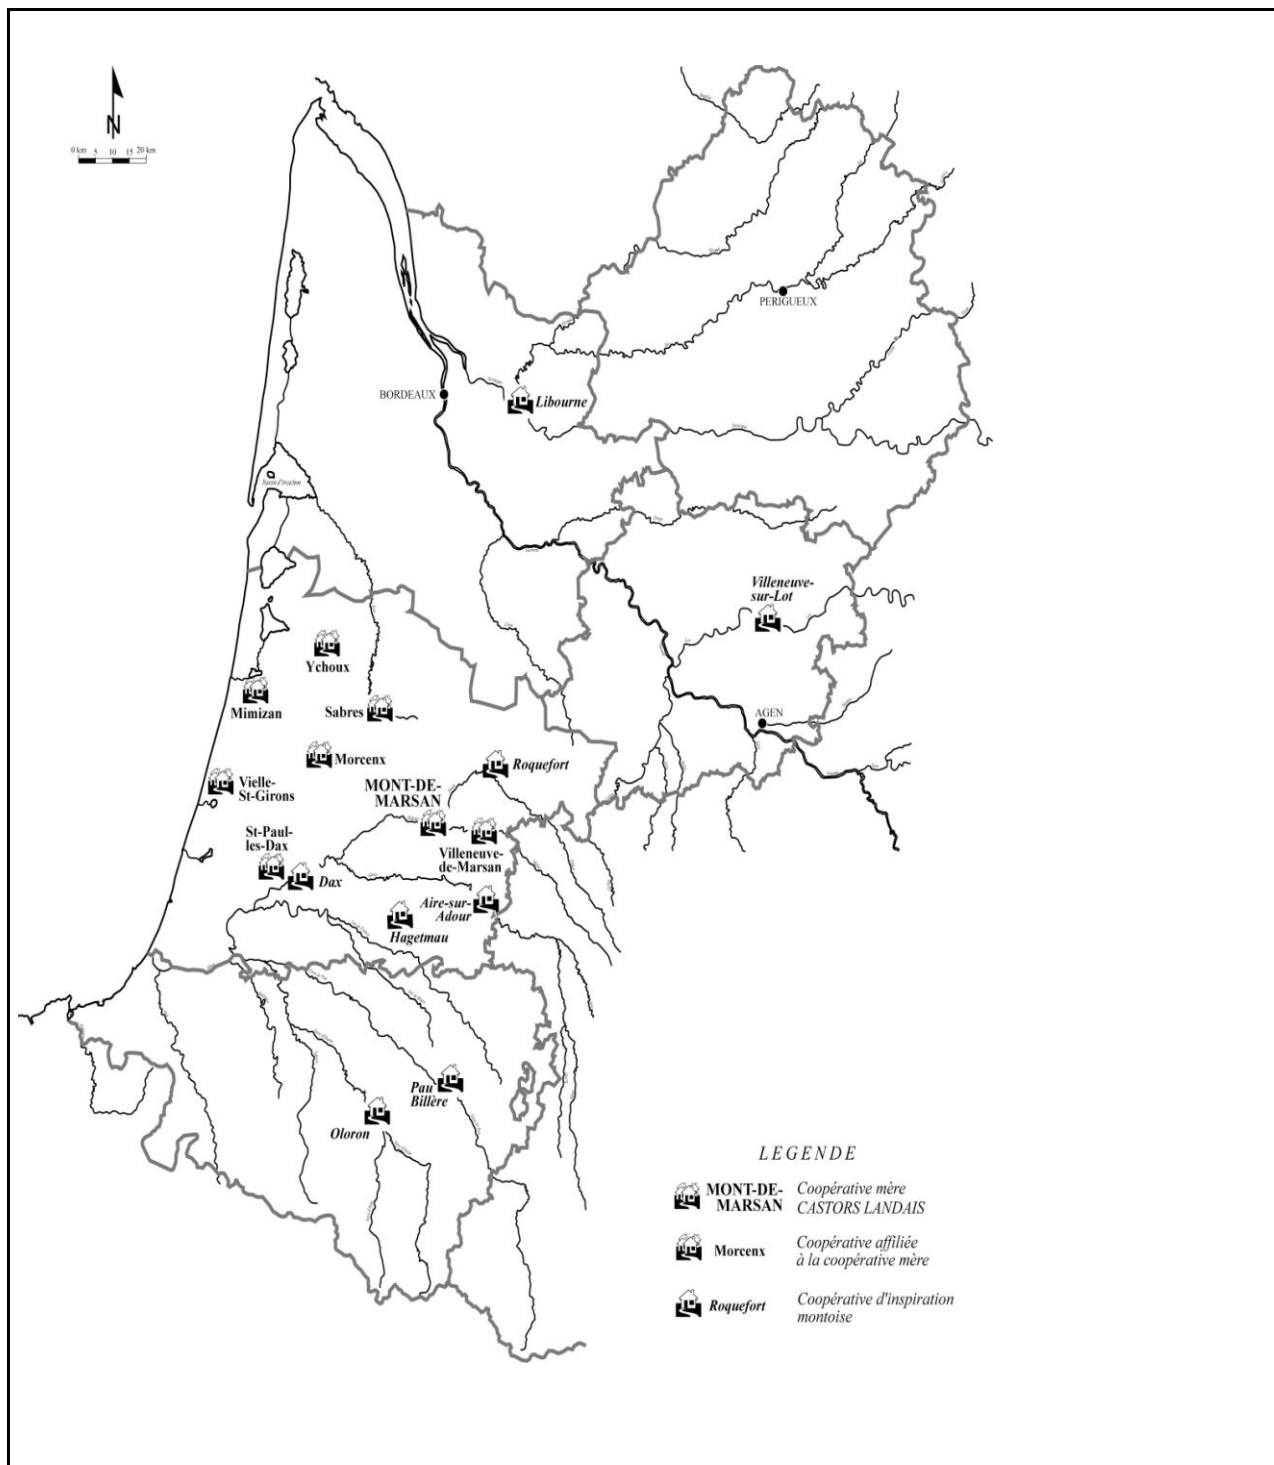 N
0 km 5 10 15 20 km
PERIGUEUX
BORDEAUX
Libourne
Bassin d'Arcachon
Villeneuve-
sur-Lot
Ychoux
Mimizan
Sabres
AGEN
Morcenx
Roquefort
Vielle-
St-Girons
MONT-DE-
MARSAN
St-Paul-
les-Dax
Villeneuve-
de-Marsan
Dax
Aire-sur-
Adour
Hagetmau
Pau
Billère
Oloron
LEGENDE
MONT-DE-
MARSAN
Coopérative mère
CASTORS LANDAIS
Morcenx
Coopérative affiliée
à la coopérative mère
Roquefort
Coopérative d'inspiration
montoise